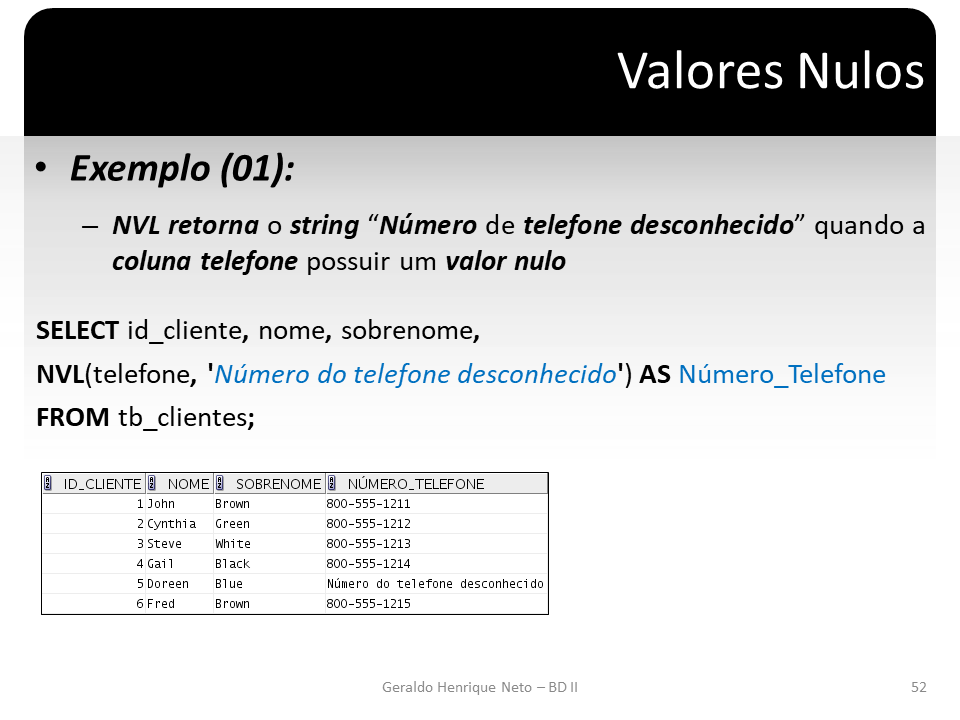 Valores Nulos
• Exemplo (01):
– NVL retorna o string “Número de telefone desconhecido” quando a
coluna telefone possuir um valor nulo
SELECT id_cliente, nome, sobrenome,
NVL(telefone, 'Número do telefone desconhecido') AS Número_Telefone
FROM tb_clientes;
ID_CLIENTE NOME SOBRENOME NÚMERO_TELEFONE
1 John Brown 800-555-1211
2 Cynthia Green 800-555-1212
3 Steve White 800-555-1213
4 Gail Black 800-555-1214
5 Doreen Blue Número do telefone desconhecido
6 Fred Brown 800-555-1215
Geraldo Henrique Neto – BD II 52